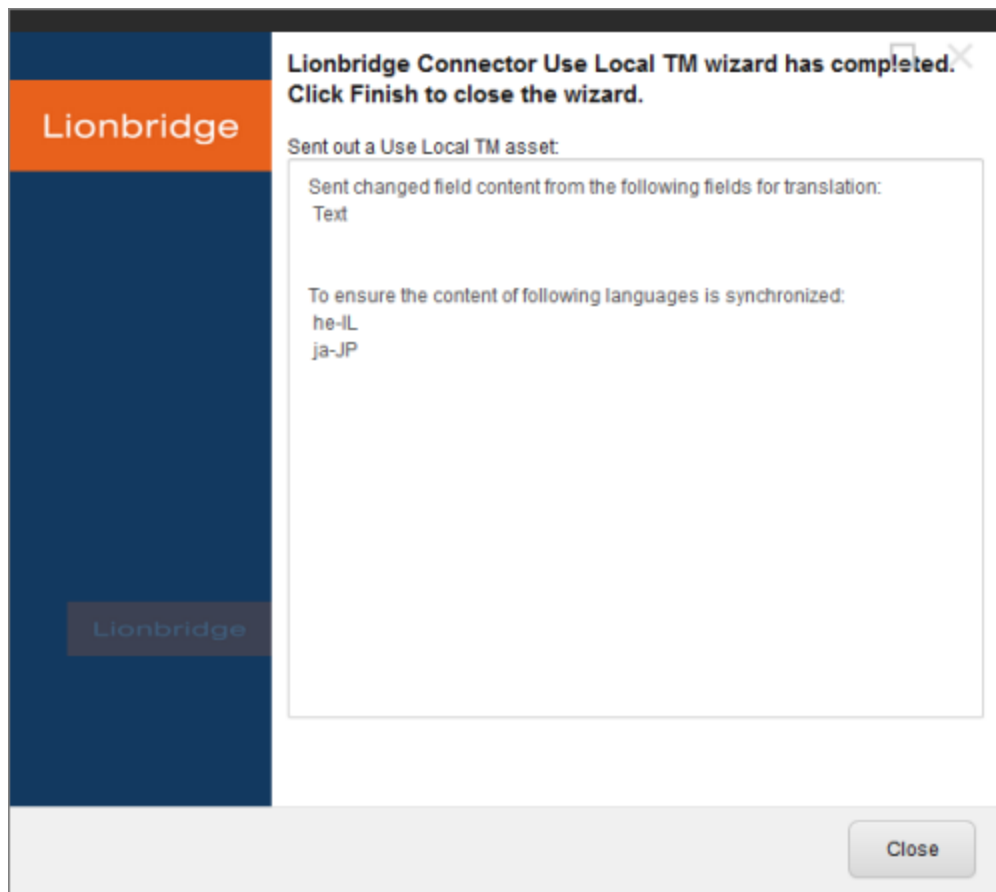 Lionbridge Connector Use Local TM wizard has completed.
Click Finish to close the wizard.
Lionbridge
Sent out a Use Local TM asset:
Sent changed field content from the following fields for translation:
Text
To ensure the content of following languages is synchronized:
he-IL
ja-JP
Lionbridge
Close